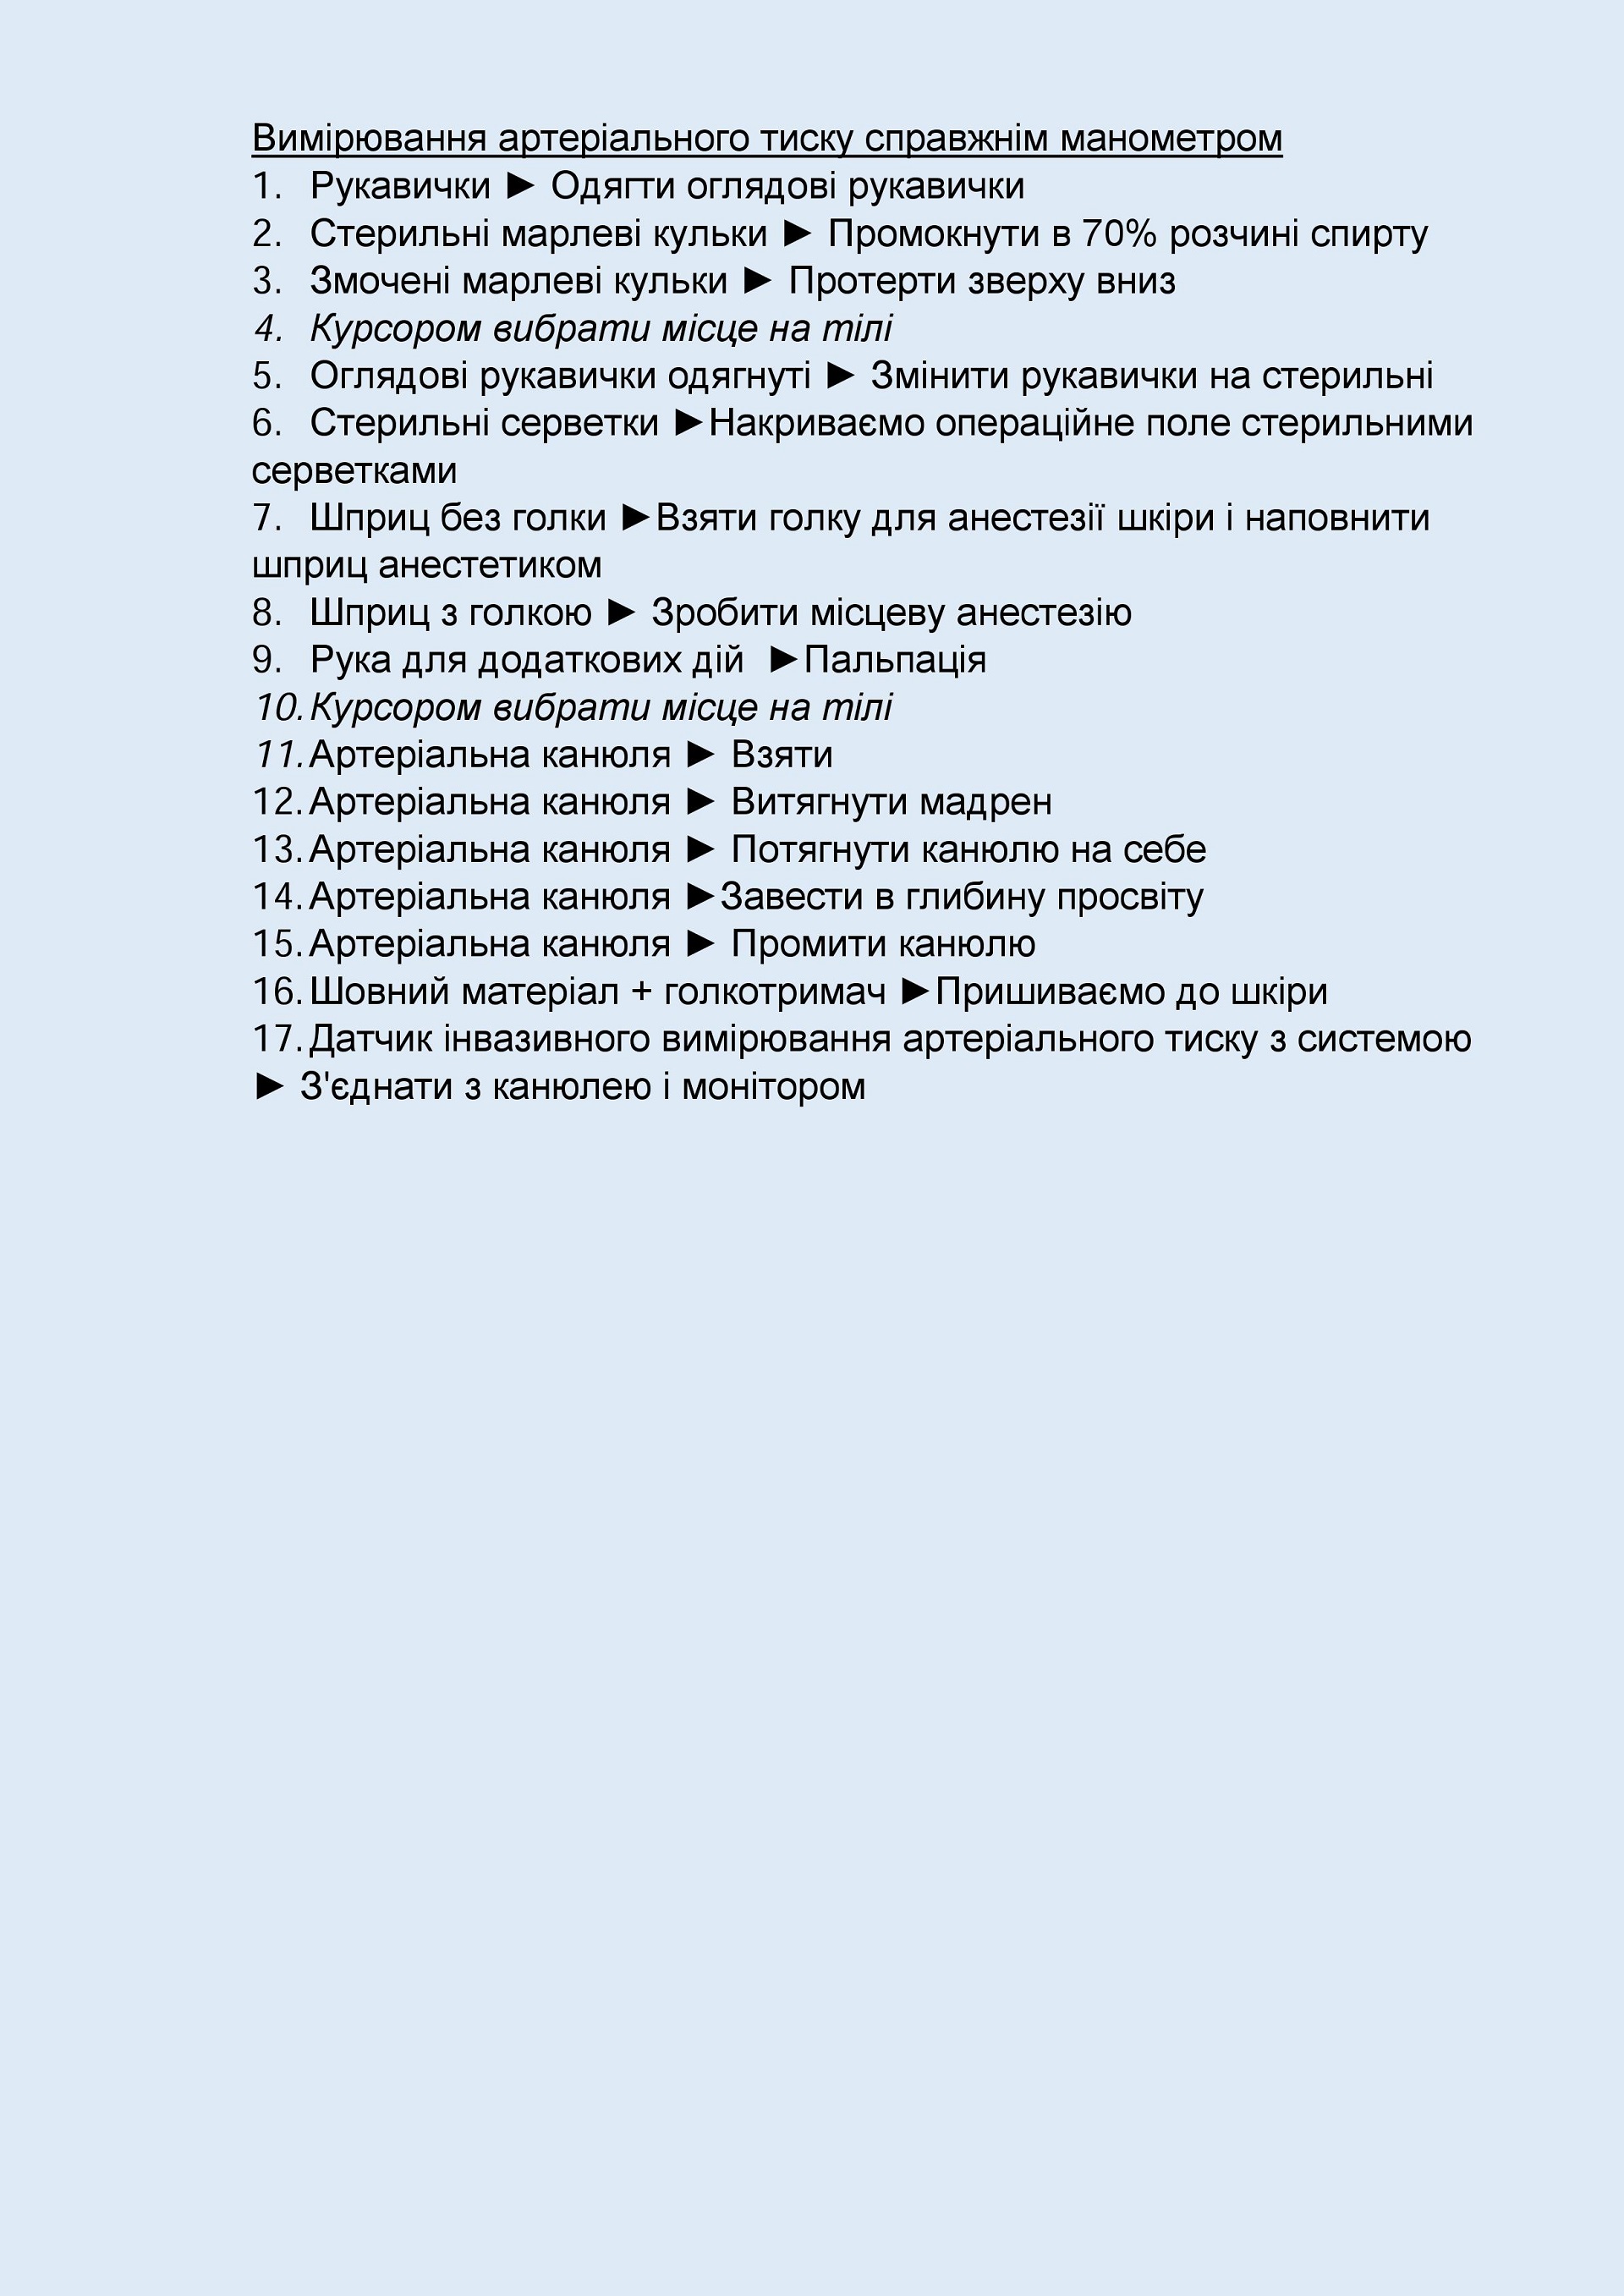 Вимірювання артеріального тиску справжнім манометром
1. Рукавички ► Одягти оглядові рукавички
2. Стерильні марлеві кульки ► Промокнути в 70% розчині спирту
3. Змочені марлеві кульки ► Протерти зверху вниз
4. Курсором вибрати місце на тілі
5. Оглядові рукавички одягнуті ► Змінити рукавички на стерильні
6. Стерильні серветки ►Накриваємо операційне поле стерильними
серветками
7. Шприц без голки ►Взяти голку для анестезії шкіри і наповнити
шприц анестетиком
8. Шприц з голкою ► Зробити місцеву анестезію
9. Рука для додаткових дій ►Пальпація
10. Курсором вибрати місце на тілі
11. Артеріальна канюля ► Взяти
12. Артеріальна канюля ► Витягнути мадрен
13. Артеріальна канюля ► Потягнути канюлю на себе
14. Артеріальна канюля ►Завести в глибину просвіту
15. Артеріальна канюля ► Промити канюлю
16. Шовний матеріал + голкотримач ►Пришиваємо до шкіри
17. Датчик інвазивного вимірювання артеріального тиску з системою
► З'єднати з канюлею і монітором